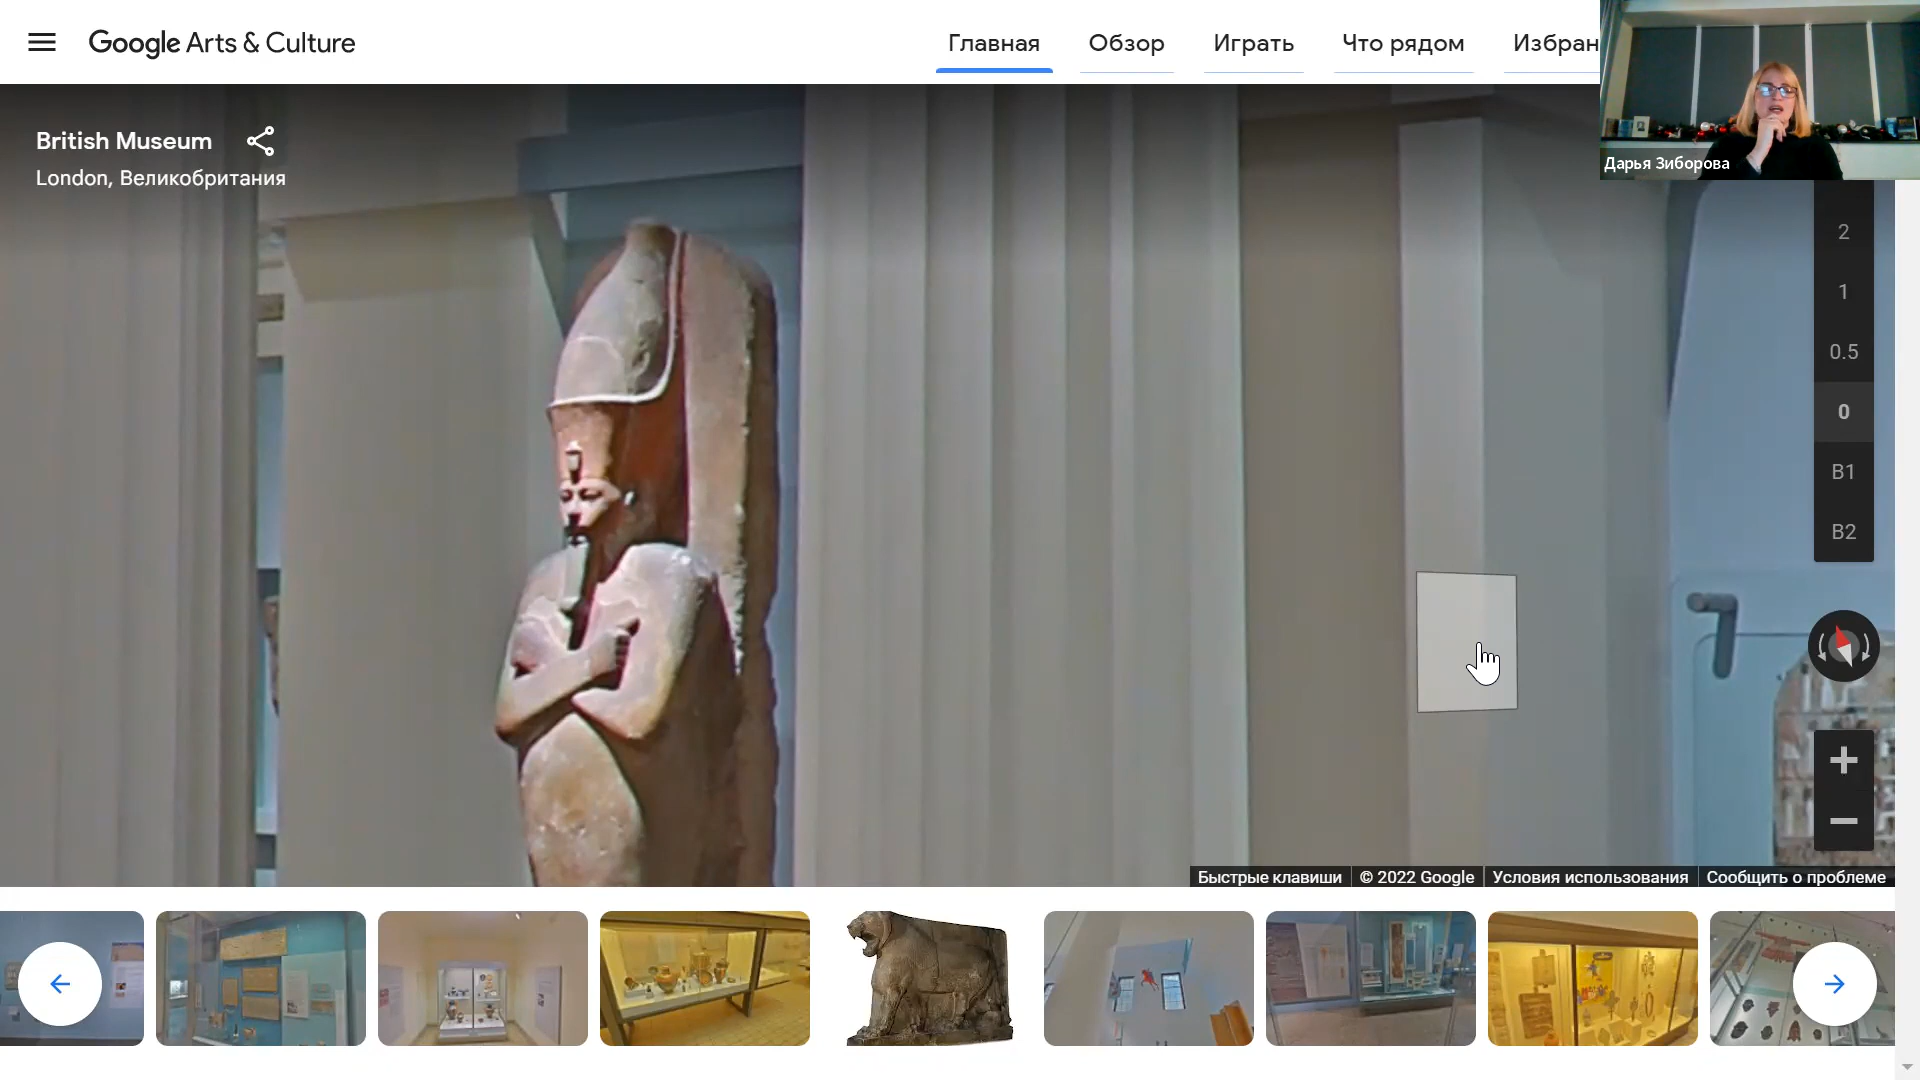 Google Arts & Culture
Главная
Обзор
Играть
Что рядом
Избран
British Museum
London, Великобритания
Дарья Зиборова
2
1
0.5
0
B1
B2
Быстрые клавиши
© 2022 Google
Условия использования
Сообщить о проблеме